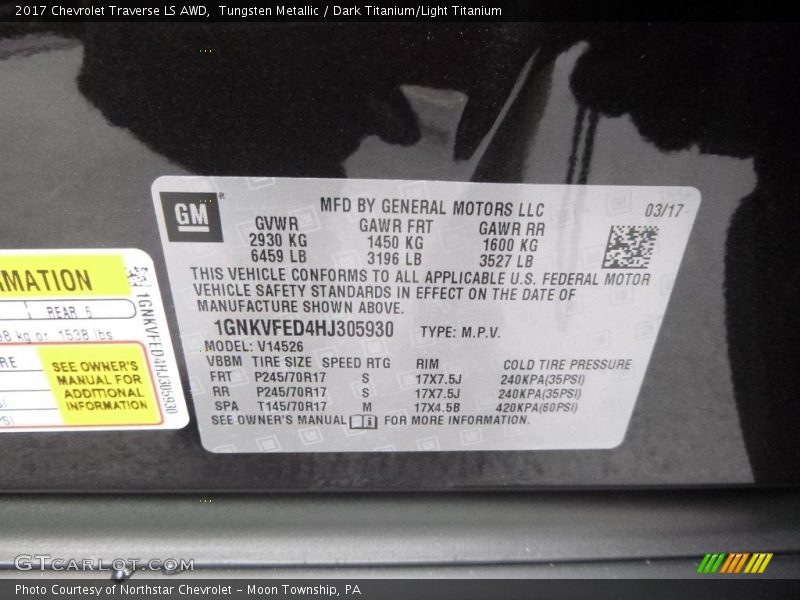 2017 Chevrolet Traverse LS AWD, Tungsten Metallic / Dark Titanium/Light Titanium
GM
MFD BY GENERAL MOTORS LLC
03/17
GVWR GAWR FRT GAWR RR
2930 KG 1450 KG 1600 KG
6459 LB 3196 LB 3527 LB
THIS VEHICLE CONFORMS TO ALL APPLICABLE U.S. FEDERAL MOTOR
VEHICLE SAFETY STANDARDS IN EFFECT ON THE DATE OF
MANUFACTURE SHOWN ABOVE.
1GNKVFED4HJ305930 TYPE: M.P.V.
MODEL: V14526
VBBM TIRE SIZE SPEED RTG RIM COLD TIRE PRESSURE
FRT P245/70R17 S 17X7.5J 240KPA(35PSI)
RR P245/70R17 S 17X7.5J 240KPA(35PSI)
SPA T145/70R17 M 17X4.5B 420KPA(60PSI)
SEE OWNER'S MANUAL FOR MORE INFORMATION.
MATION
REAR 5
kg or 1538 lbs
RE
SEE OWNER'S
MANUAL FOR
ADDITIONAL
INFORMATION
1GNKVFED4HJ305930
GTCarLot.com
Photo Courtesy of Northstar Chevrolet - Moon Township, PA